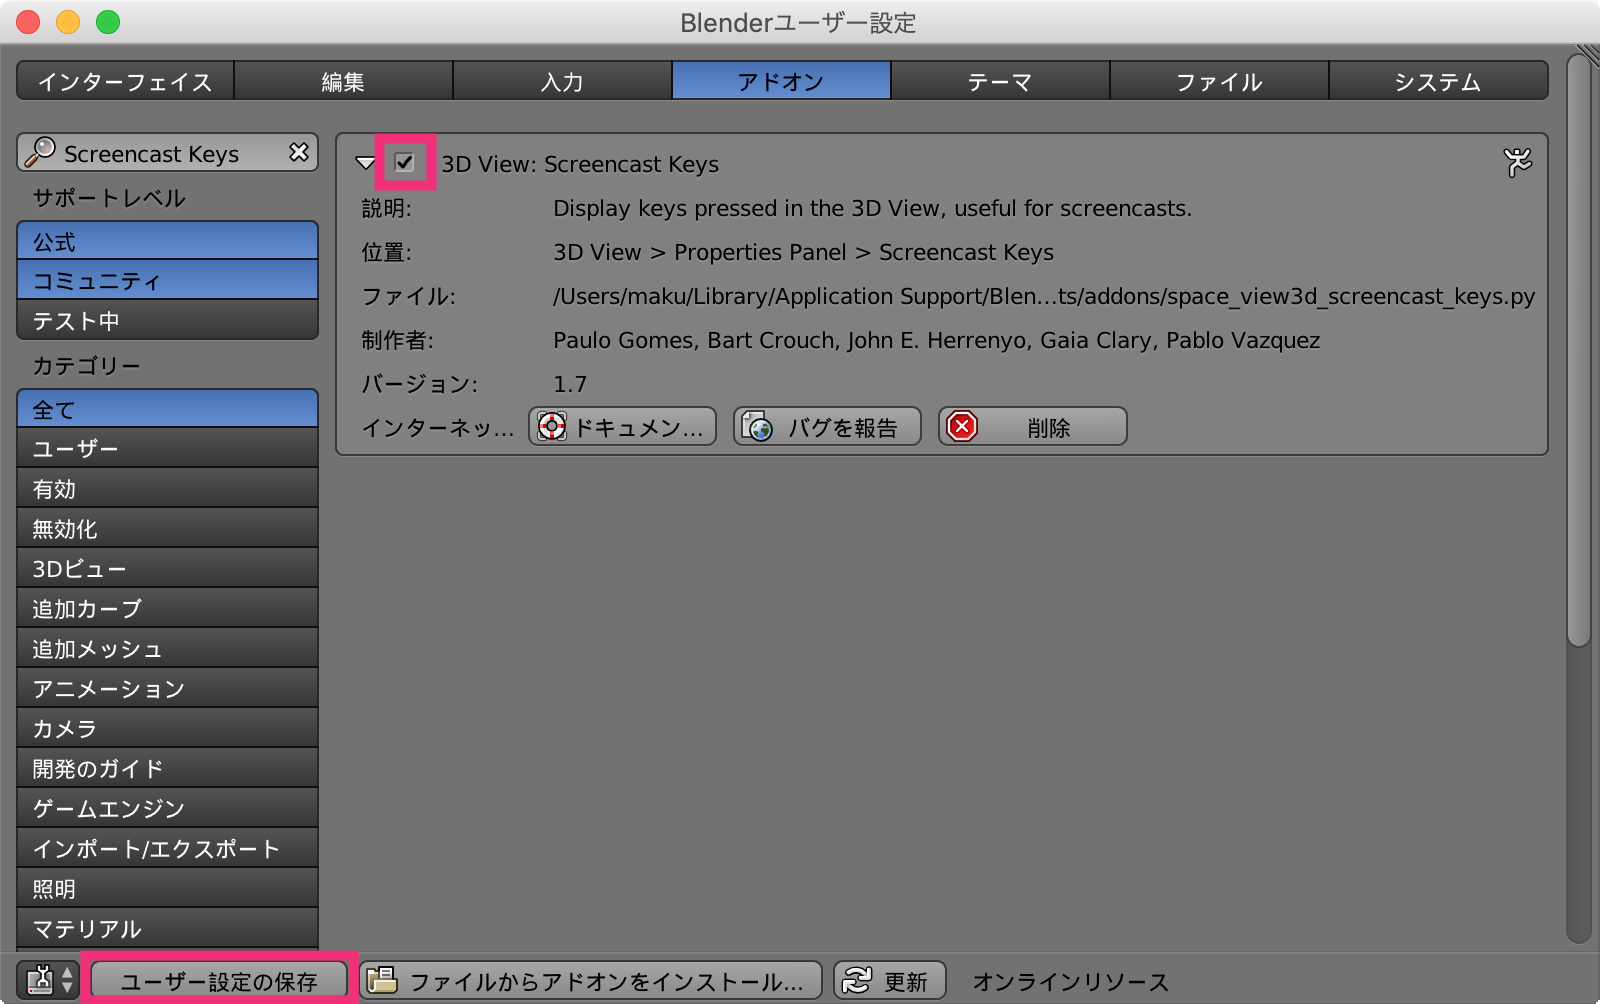 Blenderユーザー設定
インターフェイス
編集
入力
アドオン
テーマ
ファイル
システム
Screencast Keys
サポートレベル
公式
コミュニティ
テスト中
カテゴリー
全て
ユーザー
有効
無効化
3Dビュー
追加カーブ
追加メッシュ
アニメーション
カメラ
開発のガイド
ゲームエンジン
インポート/エクスポート
照明
マテリアル
3D View: Screencast Keys
説明: Display keys pressed in the 3D View, useful for screencasts.
位置: 3D View > Properties Panel > Screencast Keys
ファイル: /Users/maku/Library/Application Support/Blen...ts/addons/space_view3d_screencast_keys.py
制作者: Paulo Gomes, Bart Crouch, John E. Herrenyo, Gaia Clary, Pablo Vazquez
バージョン: 1.7
インターネッ... ドキュメン... バグを報告 削除
ユーザー設定の保存
ファイルからアドオンをインストール...
更新
オンラインリソース